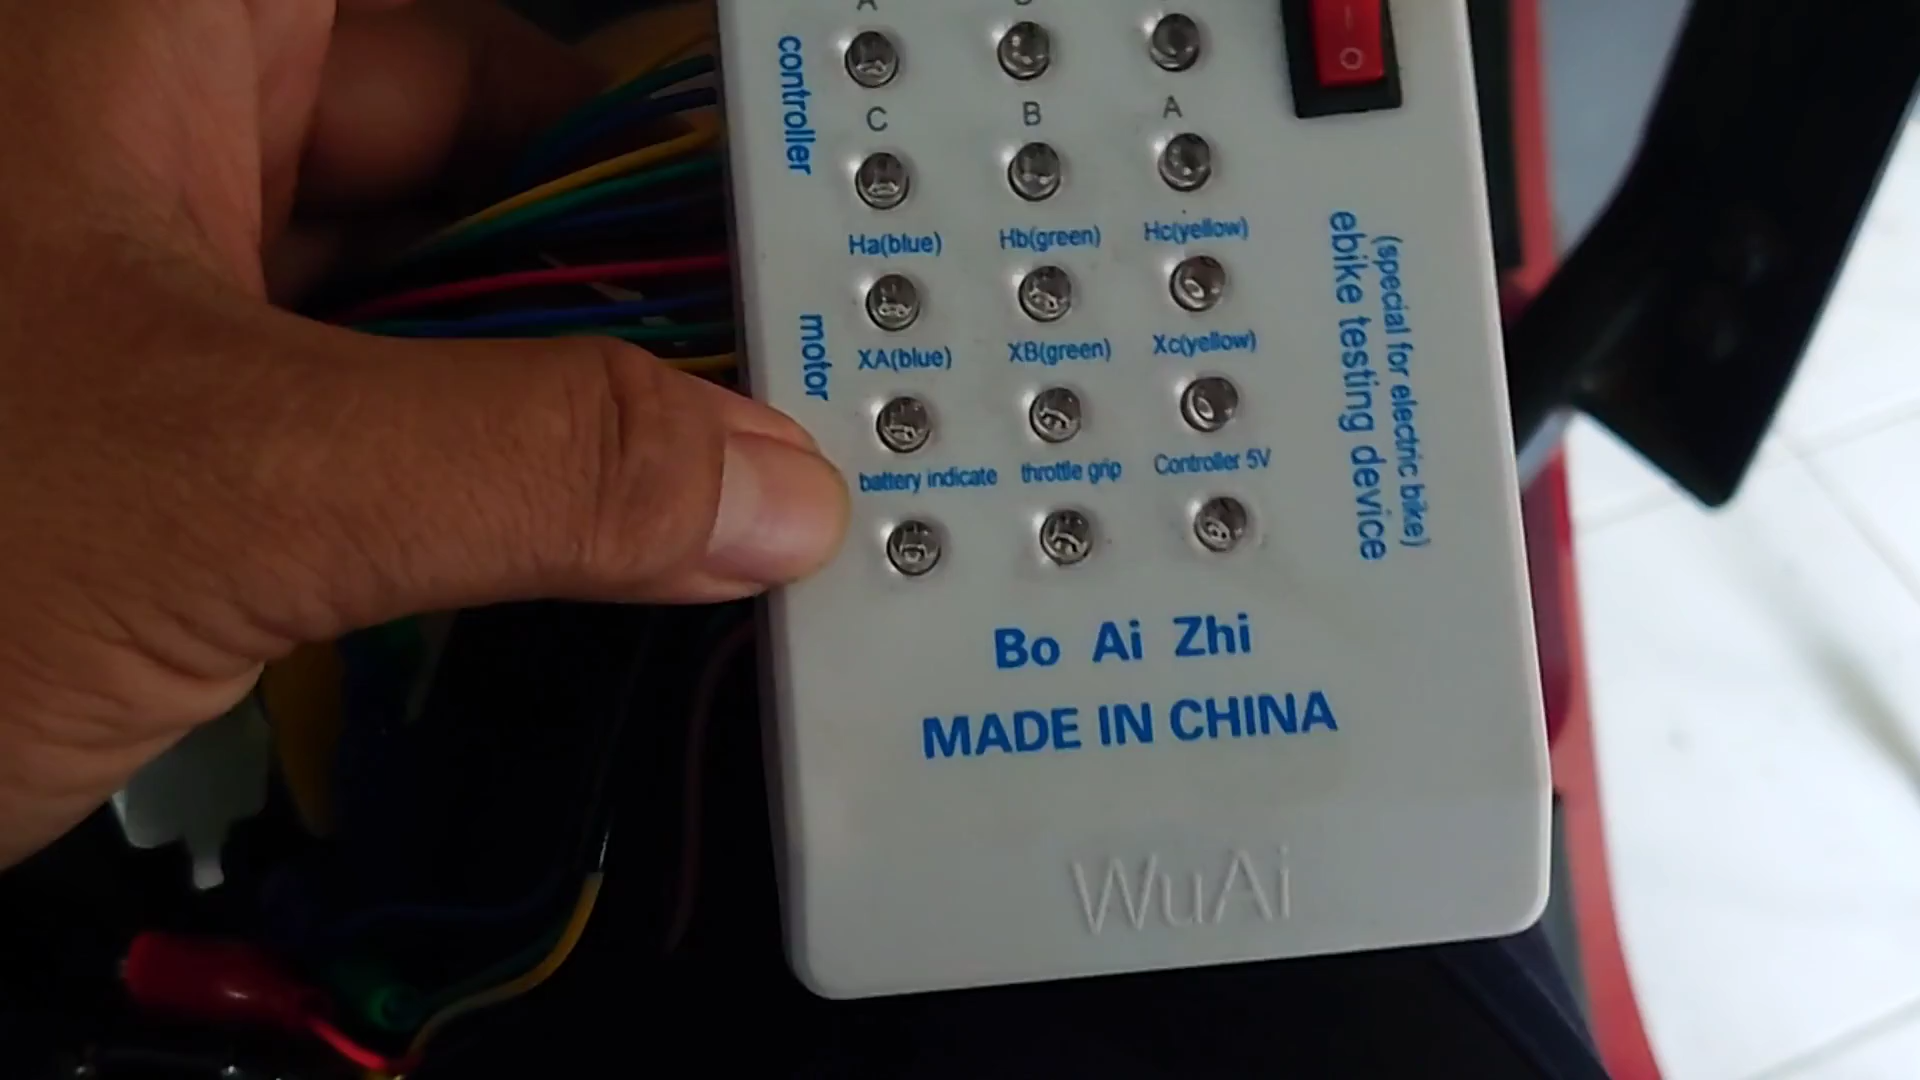 A
controller
C B A
Ha(blue) Hb(green) Hc(yellow)
motor
XA(blue) XB(green) Xc(yellow)
battery indicate throttle grip Controller 5V
(special for electric bike)
ebike testing device
Bo Ai Zhi
MADE IN CHINA
WuAi